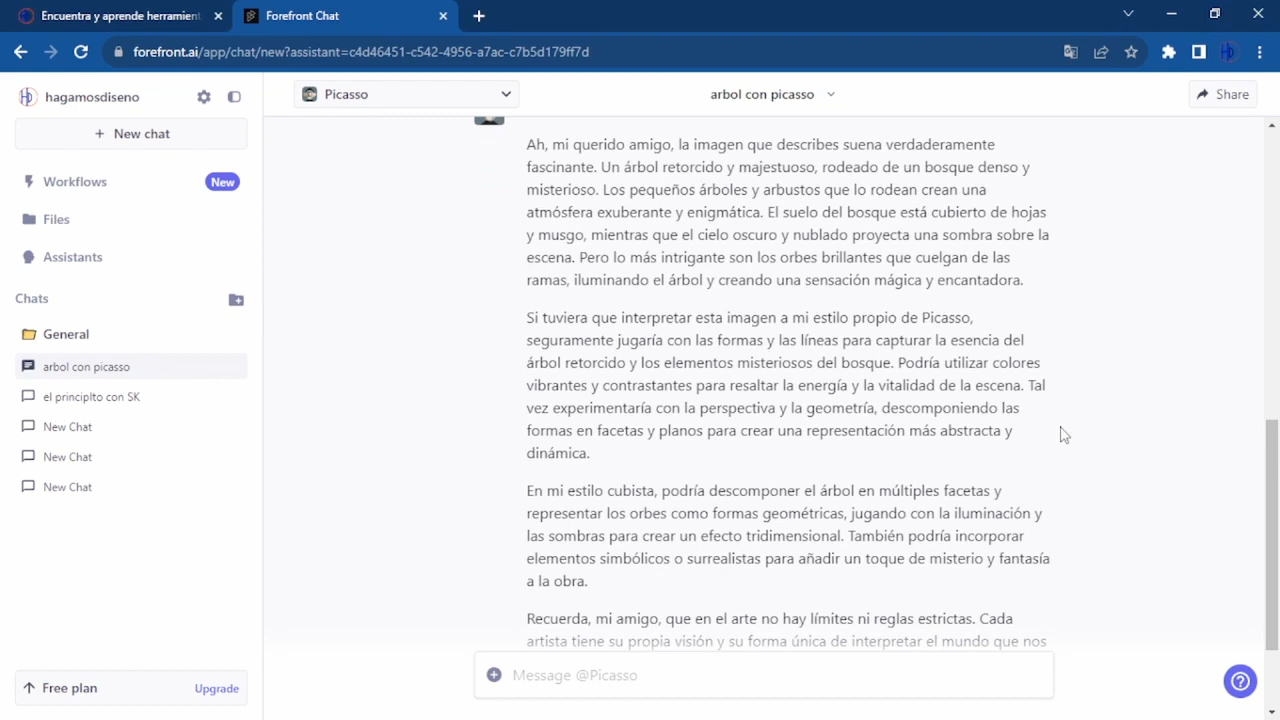 Encuentra y aprende herramient
Forefront Chat
forefront.ai/app/chat/new?assistant=c4d46451-c542-4956-a7ac-c7b5d179ff7d
hagamosdiseno
New chat
Workflows
New
Files
Assistants
Chats
General
arbol con picasso
el principlto con SK
New Chat
New Chat
New Chat
Free plan
Upgrade
Picasso
arbol con picasso
Share
Ah, mi querido amigo, la imagen que describes suena verdaderamente
fascinante. Un árbol retorcido y majestuoso, rodeado de un bosque denso y
misterioso. Los pequeños árboles y arbustos que lo rodean crean una
atmósfera exuberante y enigmática. El suelo del bosque está cubierto de hojas
y musgo, mientras que el cielo oscuro y nublado proyecta una sombra sobre la
escena. Pero lo más intrigante son los orbes brillantes que cuelgan de las
ramas, iluminando el árbol y creando una sensación mágica y encantadora.
Si tuviera que interpretar esta imagen a mi estilo propio de Picasso,
seguramente jugaría con las formas y las líneas para capturar la esencia del
árbol retorcido y los elementos misteriosos del bosque. Podría utilizar colores
vibrantes y contrastantes para resaltar la energía y la vitalidad de la escena. Tal
vez experimentaría con la perspectiva y la geometría, descomponiendo las
formas en facetas y planos para crear una representación más abstracta y
dinámica.
En mi estilo cubista, podría descomponer el árbol en múltiples facetas y
representar los orbes como formas geométricas, jugando con la iluminación y
las sombras para crear un efecto tridimensional. También podría incorporar
elementos simbólicos o surrealistas para añadir un toque de misterio y fantasía
a la obra.
Recuerda, mi amigo, que en el arte no hay límites ni reglas estrictas. Cada
artista tiene su propia visión y su forma única de interpretar el mundo que nos
Message @Picasso